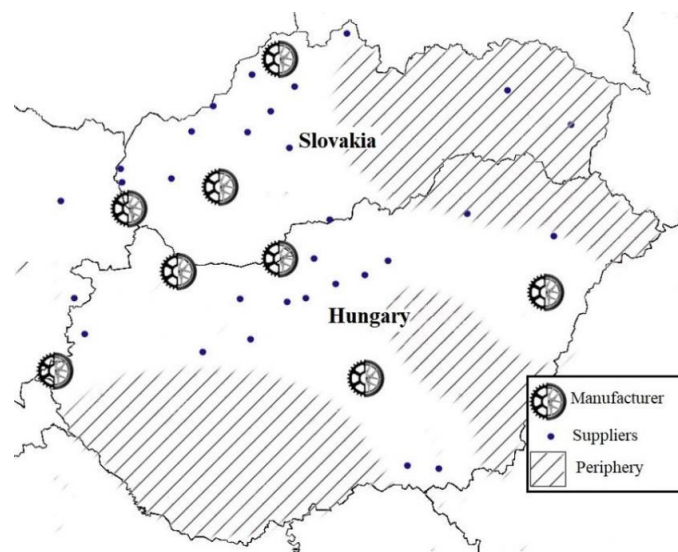 Slovakia
Hungary
Manufacturer
Suppliers
Periphery